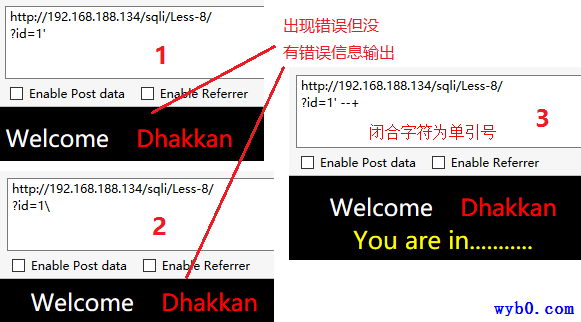 http://192.168.188.134/sqli/Less-8/
?id=1'
1
Enable Post data Enable Referrer
Welcome Dhakkan
http://192.168.188.134/sqli/Less-8/
?id=1\
2
Enable Post data Enable Referrer
Welcome Dhakkan
出现错误但没
有错误信息输出
http://192.168.188.134/sqli/Less-8/
?id=1' --+
3
闭合字符为单引号
Enable Post data Enable Referrer
Welcome Dhakkan
You are in...........
wyb0.com